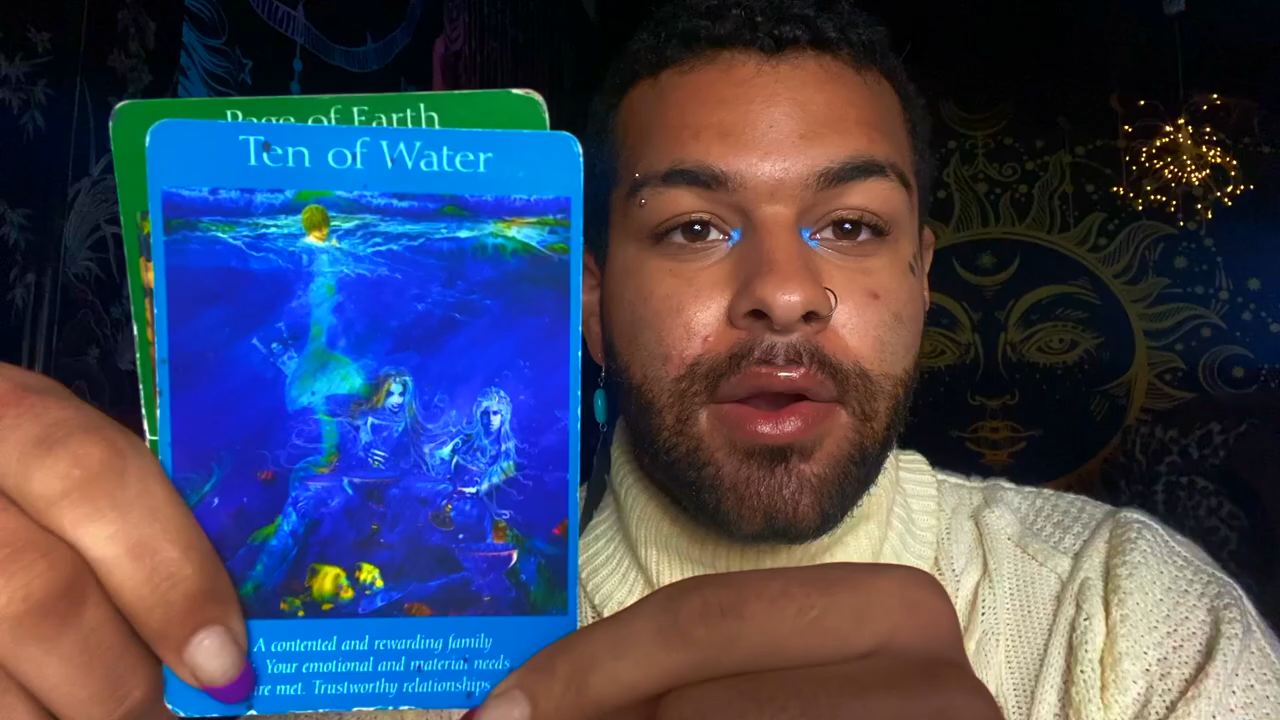 Page of Earth
Ten of Water
A contented and rewarding family
Your emotional and material needs
are met. Trustworthy relationships